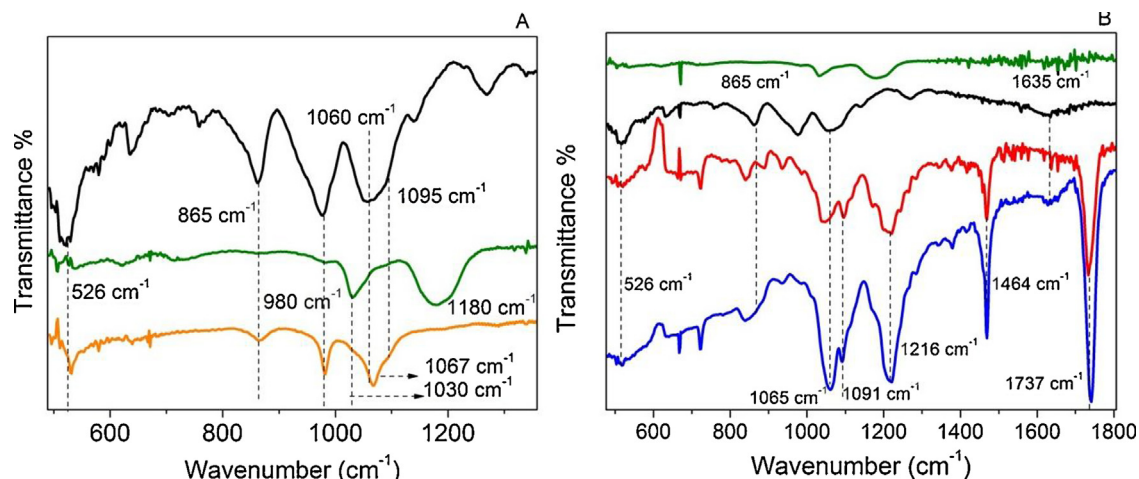 A
Transmittance %
1060 cm-1
1095 cm-1
865 cm-1
526 cm-1
980 cm-1
1180 cm-1
1067 cm-1
1030 cm-1
600 800 1000 1200
Wavenumber (cm-1)
B
Transmittance %
865 cm-1
1635 cm-1
526 cm-1
1464 cm-1
1216 cm-1
1737 cm-1
1065 cm-1
1091 cm-1
600 800 1000 1200 1400 1600 1800
Wavenumber (cm-1)